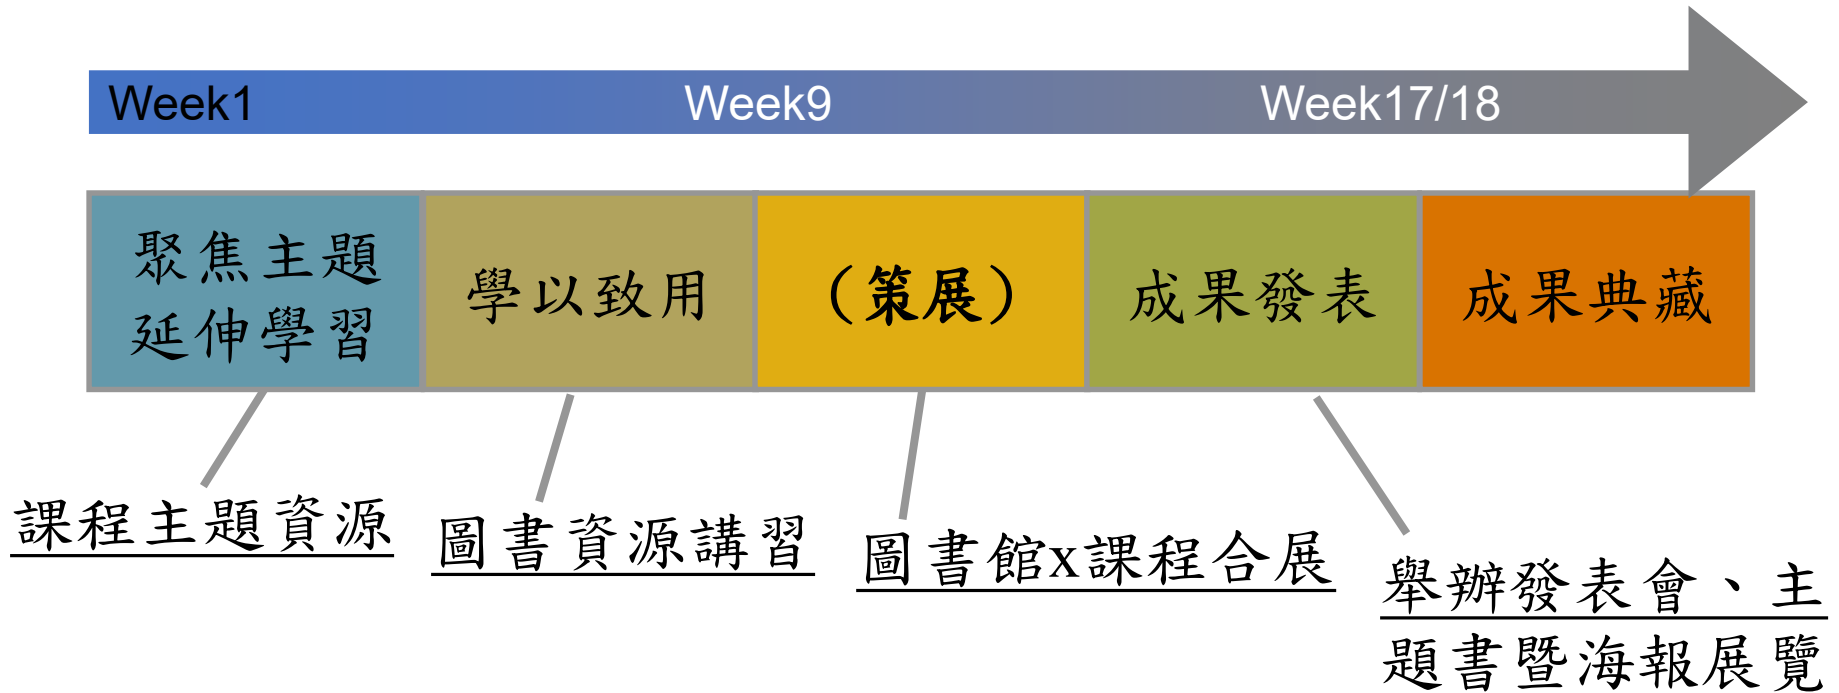 Week1 Week9 Week17/18
聚焦主題
延伸學習
學以致用
（策展）
成果發表
成果典藏
課程主題資源
圖書資源講習
圖書館x課程合展
舉辦發表會、主
題書暨海報展覽